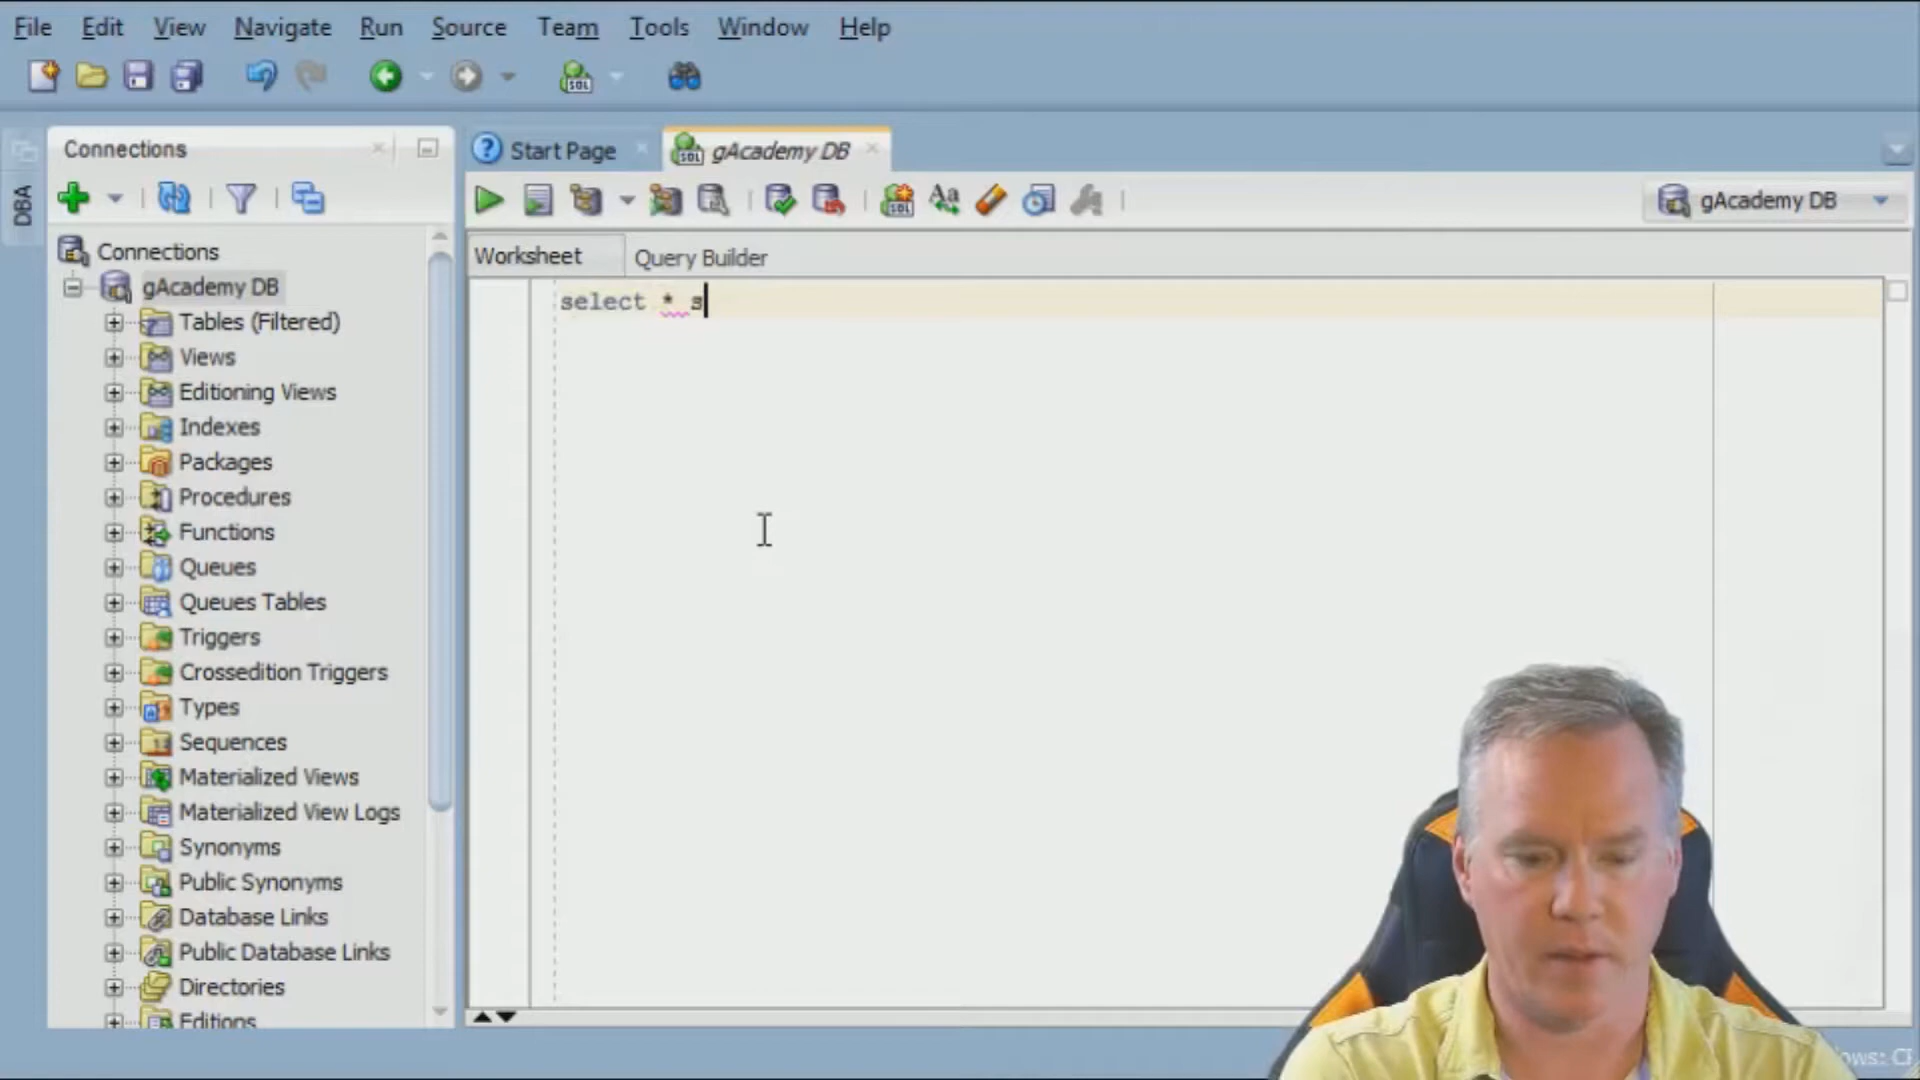 File Edit View Navigate Run Source Team Tools Window Help
Connections
Start Page
gAcademy DB
DBA
gAcademy DB
Worksheet
Query Builder
select * s
Connections
gAcademy DB
Tables (Filtered)
Views
Editioning Views
Indexes
Packages
Procedures
Functions
Queues
Queues Tables
Triggers
Crossedition Triggers
Types
Sequences
Materialized Views
Materialized View Logs
Synonyms
Public Synonyms
Database Links
Public Database Links
Directories
Editions